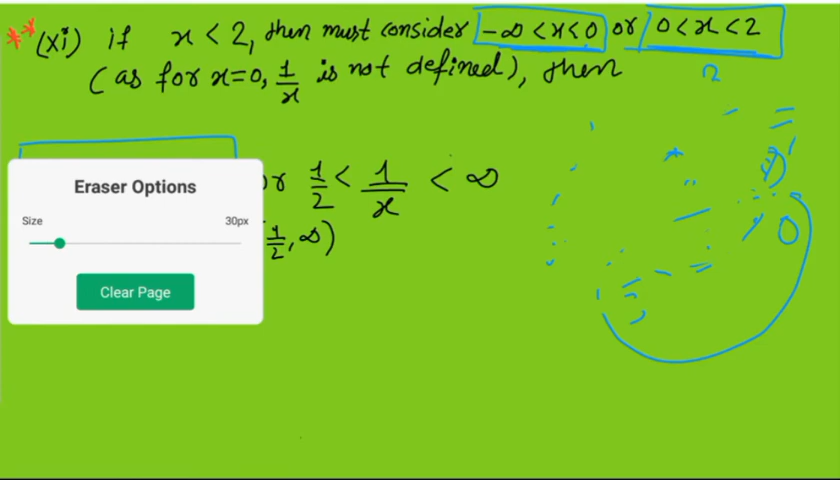 **(xi) if x < 2, then must consider -∞ < x < 0 or 0 < x < 2
(as for x=0, 1/x is not defined), then
or 1/2 < 1/x < ∞
1/2, ∞)
Eraser Options
Size 30px
Clear Page